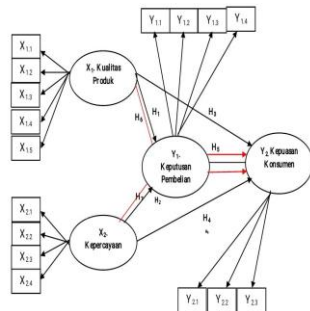 Y1.1 Y1.2 Y1.3 Y1.4
X1.1
X1.2
X1.3
X1.4
X1.5
X1- Kualitas
Produk
H1
H3
H6
Y1-
Keputusan
Pembelian
H5
Y2 Kepuasan
Konsumen
H2
X2.1
X2.2
X2.3
X2.4
X2-
Kepercayaan
H4
Y2.1 Y2.2 Y2.3